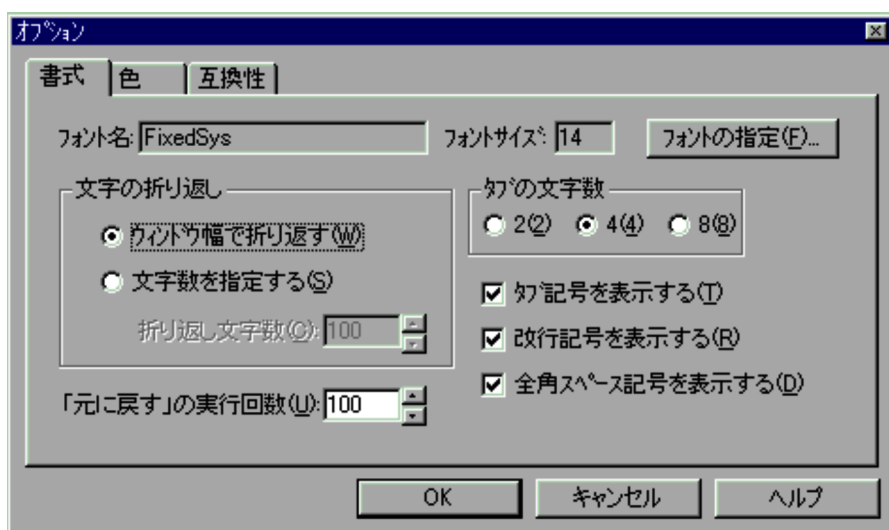 ｵﾌﾟｼｮﾝ
書式 色 互換性
ﾌｫﾝﾄ名: FixedSys ﾌｫﾝﾄｻｲｽﾞ: 14 ﾌｫﾝﾄの指定(F)...
文字の折り返し
ｳｨﾝﾄﾞｳ幅で折り返す(W)
文字数を指定する(S)
折り返し文字数(C): 100
「元に戻す」の実行回数(U): 100
ﾀﾌﾞの文字数
2(2) 4(4) 8(8)
ﾀﾌﾞ記号を表示する(T)
改行記号を表示する(R)
全角ｽﾍﾟｰｽ記号を表示する(D)
OK キャンセル ヘルプ